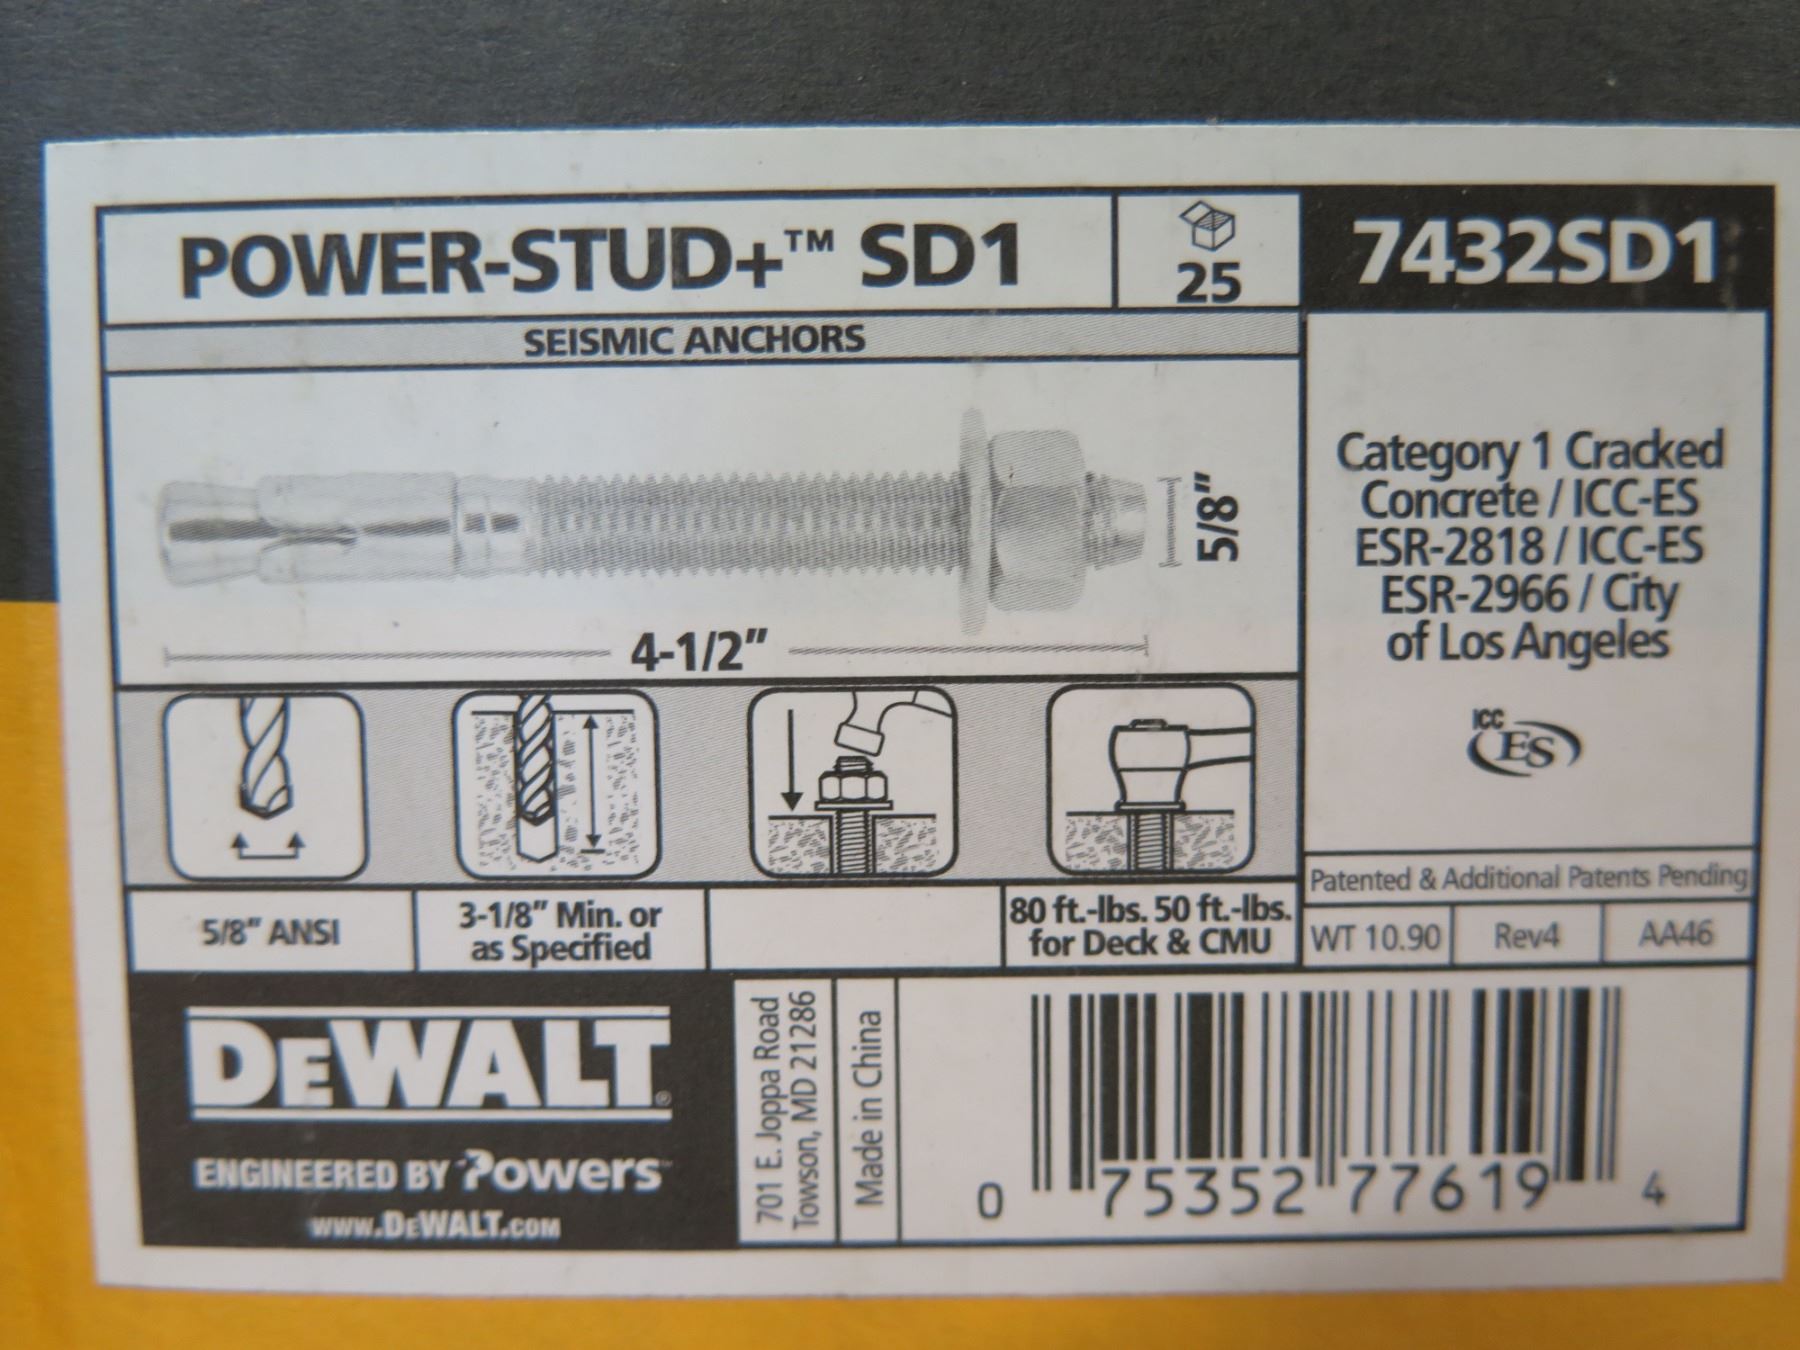 POWER-STUD+™ SD1
25
7432SD1
SEISMIC ANCHORS
5/8"
4-1/2"
Category 1 Cracked
Concrete / ICC-ES
ESR-2818 / ICC-ES
ESR-2966 / City
of Los Angeles
ICC
ES
5/8" ANSI
3-1/8" Min. or
as Specified
80 ft.-lbs. 50 ft.-lbs.
for Deck & CMU
Patented & Additional Patents Pending
WT 10.90
Rev4
AA46
DEWALT®
ENGINEERED BY Powers™
www.DEWALT.com
701 E. Joppa Road
Towson, MD 21286
Made in China
0 75352 77619 4